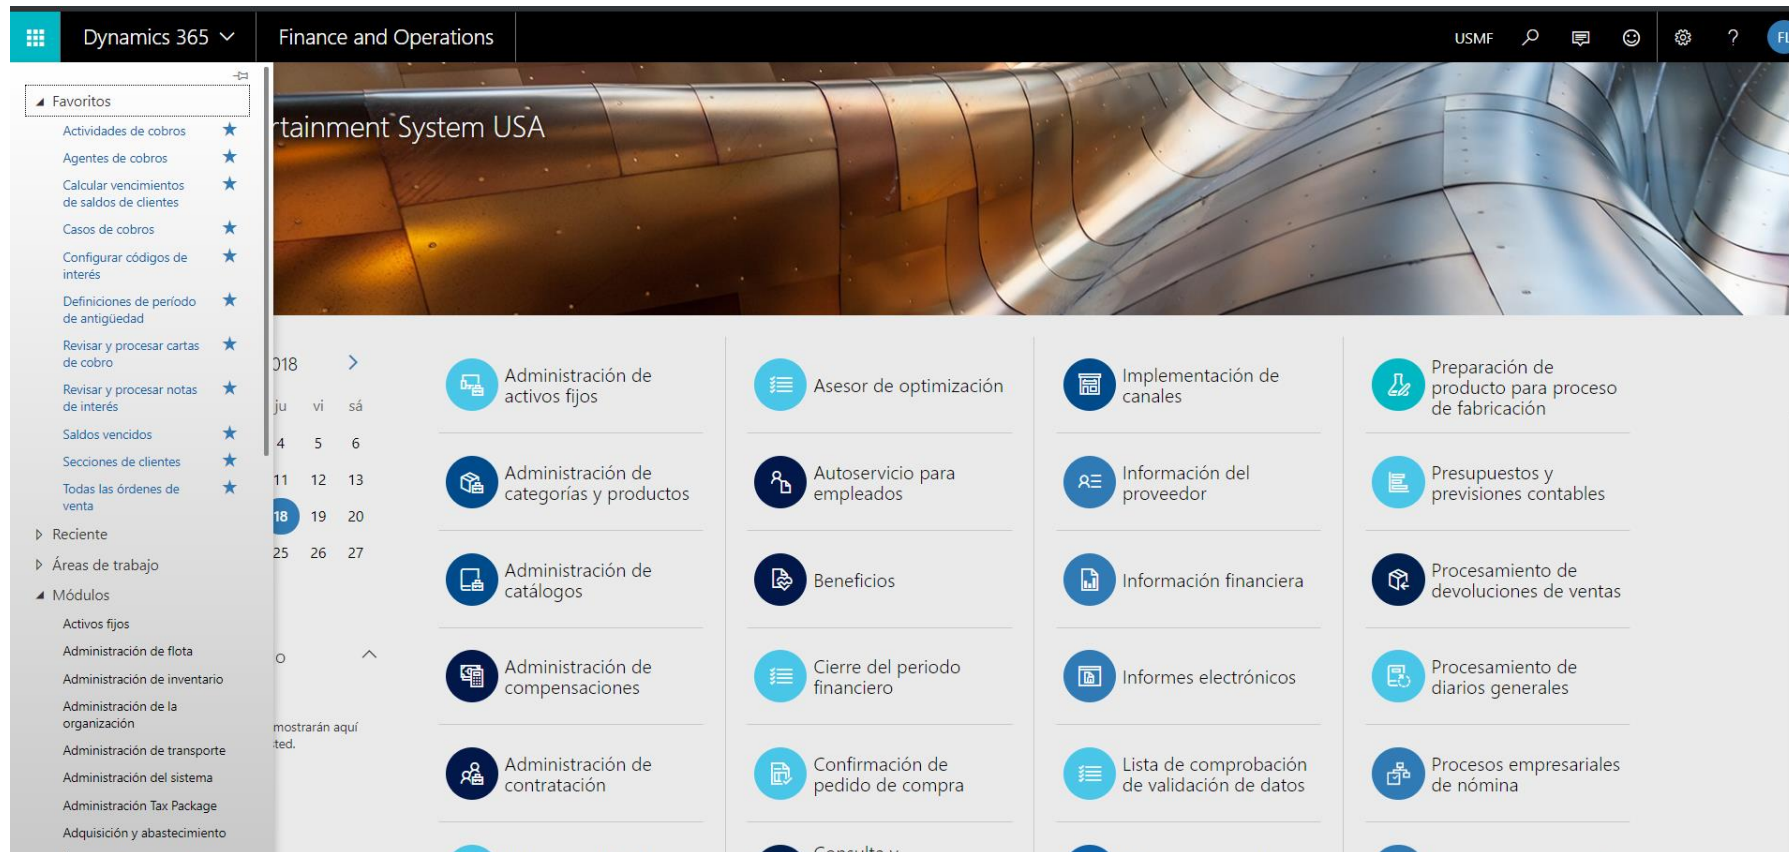 Dynamics 365
Finance and Operations
USMF
?
FL
Favoritos
Actividades de cobros
Agentes de cobros
Calcular vencimientos
de saldos de clientes
Casos de cobros
Configurar códigos de
interés
Definiciones de período
de antigüedad
Revisar y procesar cartas
de cobro
Revisar y procesar notas
de interés
Saldos vencidos
Secciones de clientes
Todas las órdenes de
venta
Reciente
Áreas de trabajo
Módulos
Activos fijos
Administración de flota
Administración de inventario
Administración de la
organización
Administración de transporte
Administración del sistema
Administración Tax Package
Adquisición y abastecimiento
rtainment System USA
018
ju vi sá
4 5 6
11 12 13
18 19 20
25 26 27
o
mostrarán aquí
ted.
Administración de
activos fijos
Administración de
categorías y productos
Administración de
catálogos
Administración de
compensaciones
Administración de
contratación
Asesor de optimización
Autoservicio para
empleados
Beneficios
Cierre del periodo
financiero
Confirmación de
pedido de compra
Consulta y
Implementación de
canales
Información del
proveedor
Información financiera
Informes electrónicos
Lista de comprobación
de validación de datos
Preparación de
producto para proceso
de fabricación
Presupuestos y
previsiones contables
Procesamiento de
devoluciones de ventas
Procesamiento de
diarios generales
Procesos empresariales
de nómina